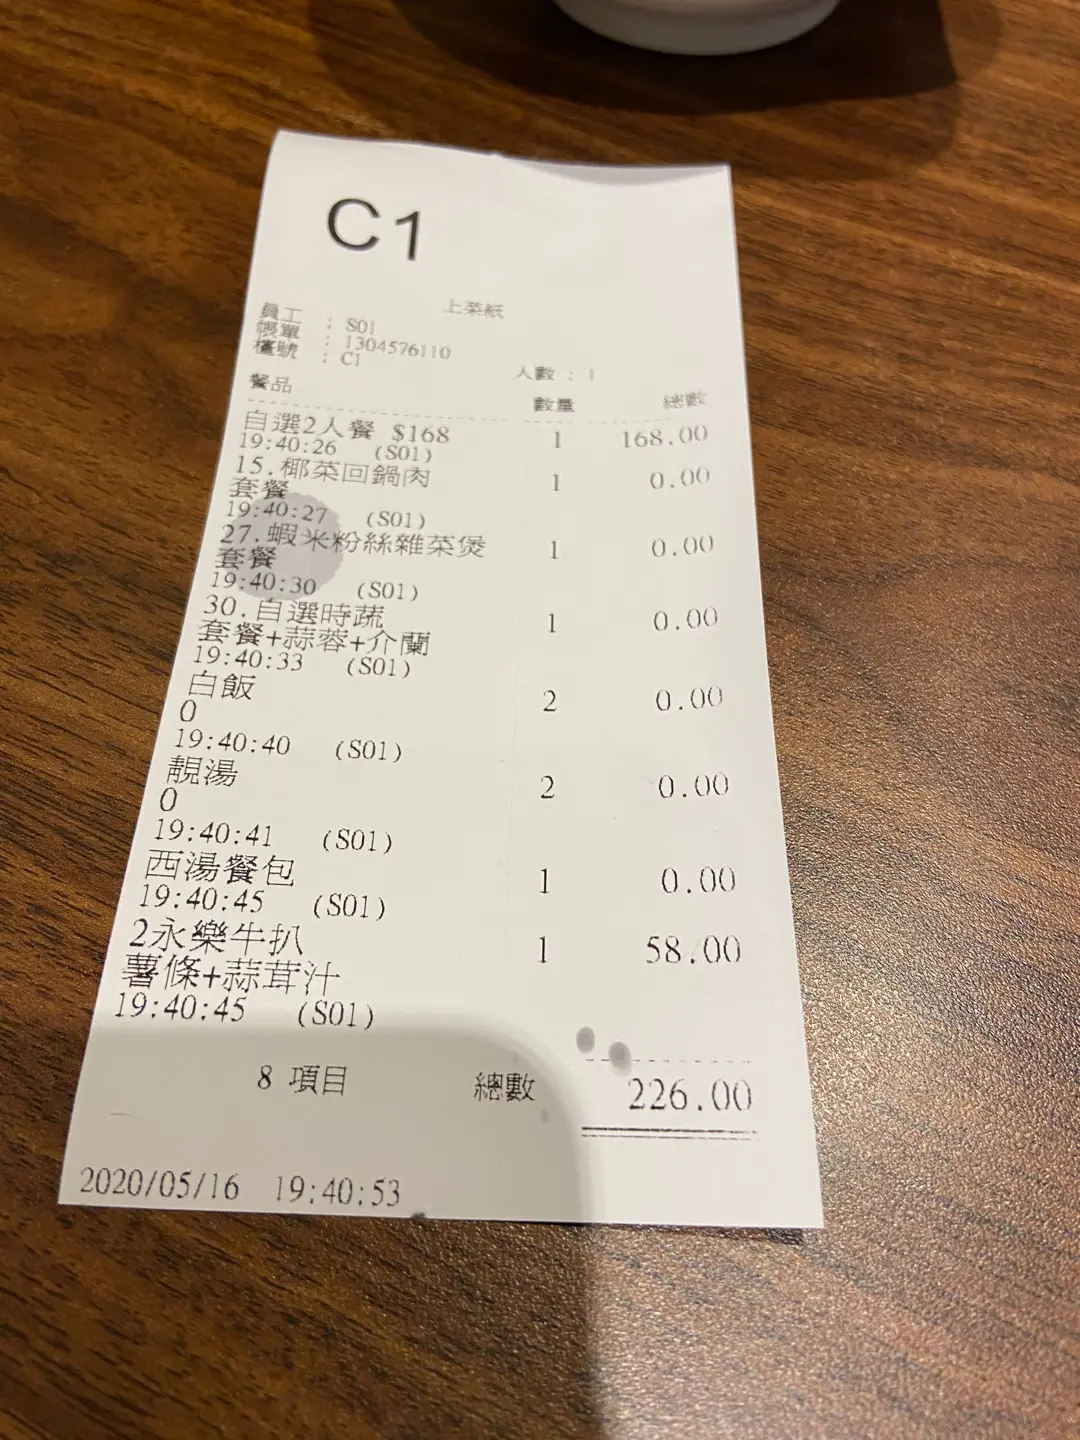 C1
上菜紙
員工 : S01
帳單 : 1304576110
檯號 : C1
人數 : 1
餐品 數量 總數
自選2人餐 $168 1 168.00
19:40:26 (S01)
15.椰菜回鍋肉 1 0.00
套餐
19:40:27 (S01)
27.蝦米粉絲雜菜煲 1 0.00
套餐
19:40:30 (S01)
30.自選時蔬 1 0.00
套餐+蒜蓉+介蘭
19:40:33 (S01)
白飯 2 0.00
0
19:40:40 (S01)
靚湯 2 0.00
0
19:40:41 (S01)
西湯餐包 1 0.00
19:40:45 (S01)
2永樂牛扒 1 58.00
薯條+蒜茸汁
19:40:45 (S01)
8 項目 總數 226.00
2020/05/16 19:40:53